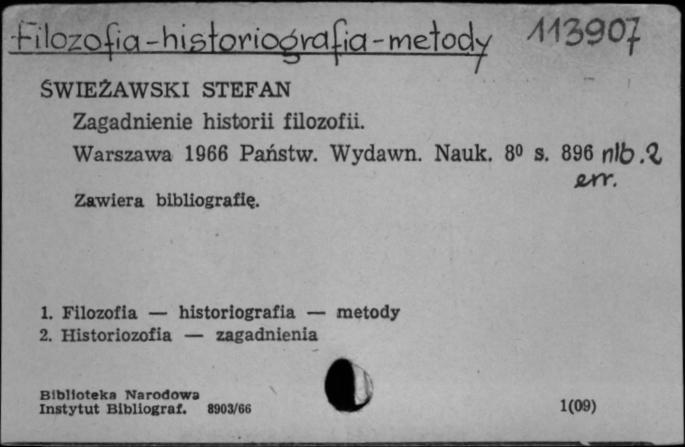 Filozofia-historiografia-metody 113907
ŚWIEŻAWSKI STEFAN
Zagadnienie historii filozofii.
Warszawa 1966 Państw. Wydawn. Nauk. 8⁰ s. 896 nlb.2
err.
Zawiera bibliografię.
1. Filozofia — historiografia — metody
2. Historiozofia — zagadnienia
Biblioteka Narodowa
Instytut Bibliograf. 8903/66
1(09)